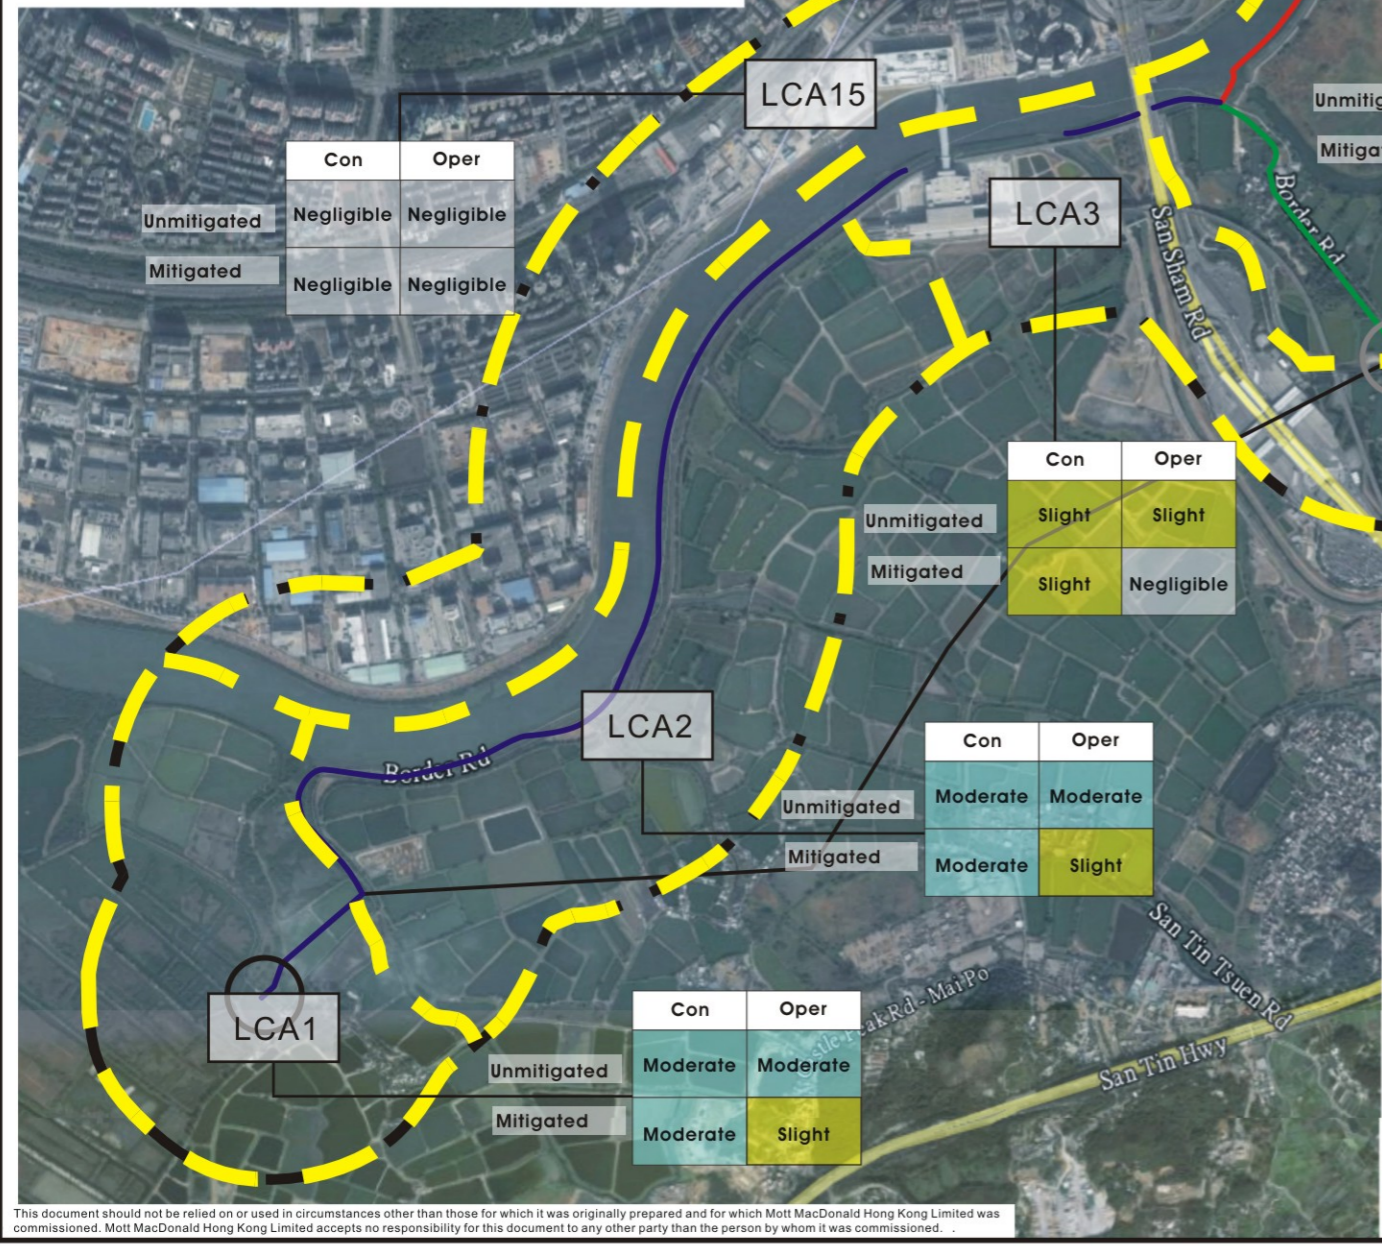 LCA15
Con Oper
Unmitigated Negligible Negligible
Mitigated Negligible Negligible
LCA3
San Sham Rd
Border Rd
Con Oper
Unmitigated Slight Slight
Mitigated Slight Negligible
LCA2
Border Rd
Con Oper
Unmitigated Moderate Moderate
Mitigated Moderate Slight
San Tin Tsuen Rd
Peak Rd - Mai Po
San Tin Hwy
LCA1
Con Oper
Unmitigated Moderate Moderate
Mitigated Moderate Slight
This document should not be relied on or used in circumstances other than those for which it was originally prepared and for which Mott MacDonald Hong Kong Limited was
commissioned. Mott MacDonald Hong Kong Limited accepts no responsibility for this document to any other party than the person by whom it was commissioned.